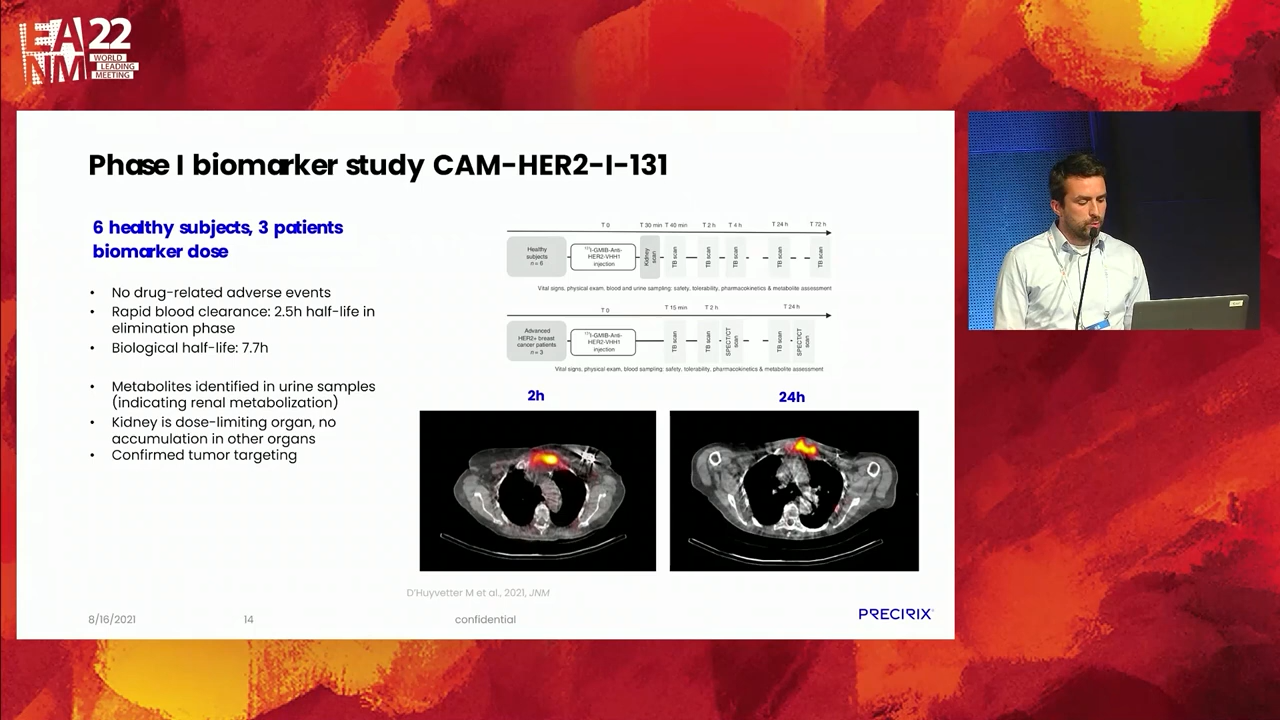 EA 22
NM WORLD
LEADING
MEETING
Phase I biomarker study CAM-HER2-I-131
6 healthy subjects, 3 patients
biomarker dose
• No drug-related adverse events
• Rapid blood clearance: 2.5h half-life in
elimination phase
• Biological half-life: 7.7h
• Metabolites identified in urine samples
(indicating renal metabolization)
• Kidney is dose-limiting organ, no
accumulation in other organs
• Confirmed tumor targeting
T 0 T 30 min T 40 min T 2 h T 4 h T 24 h T 72 h
Healthy
subjects
n = 6
131I-GMIB-Anti-
HER2-VHH1
injection
Kidney
scan
TB scan
TB scan
TB scan
TB scan
TB scan
Vital signs, physical exam, blood and urine sampling: safety, tolerability, pharmacokinetics & metabolite assessment
T 0 T 15 min T 2 h T 24 h
Advanced
HER2+ breast
cancer patients
n = 3
131I-GMIB-Anti-
HER2-VHH1
injection
TB scan
TB scan
SPECT/CT
scan
TB scan
SPECT/CT
scan
Vital signs, physical exam, blood sampling: safety, tolerability, pharmacokinetics & metabolite assessment
2h 24h
D'Huyvetter M et al., 2021, JNM
8/16/2021 14 confidential PRECIRIX